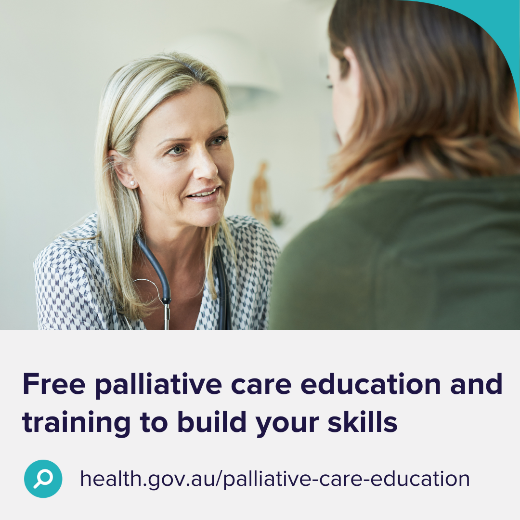 Free palliative care education and
training to build your skills
health.gov.au/palliative-care-education